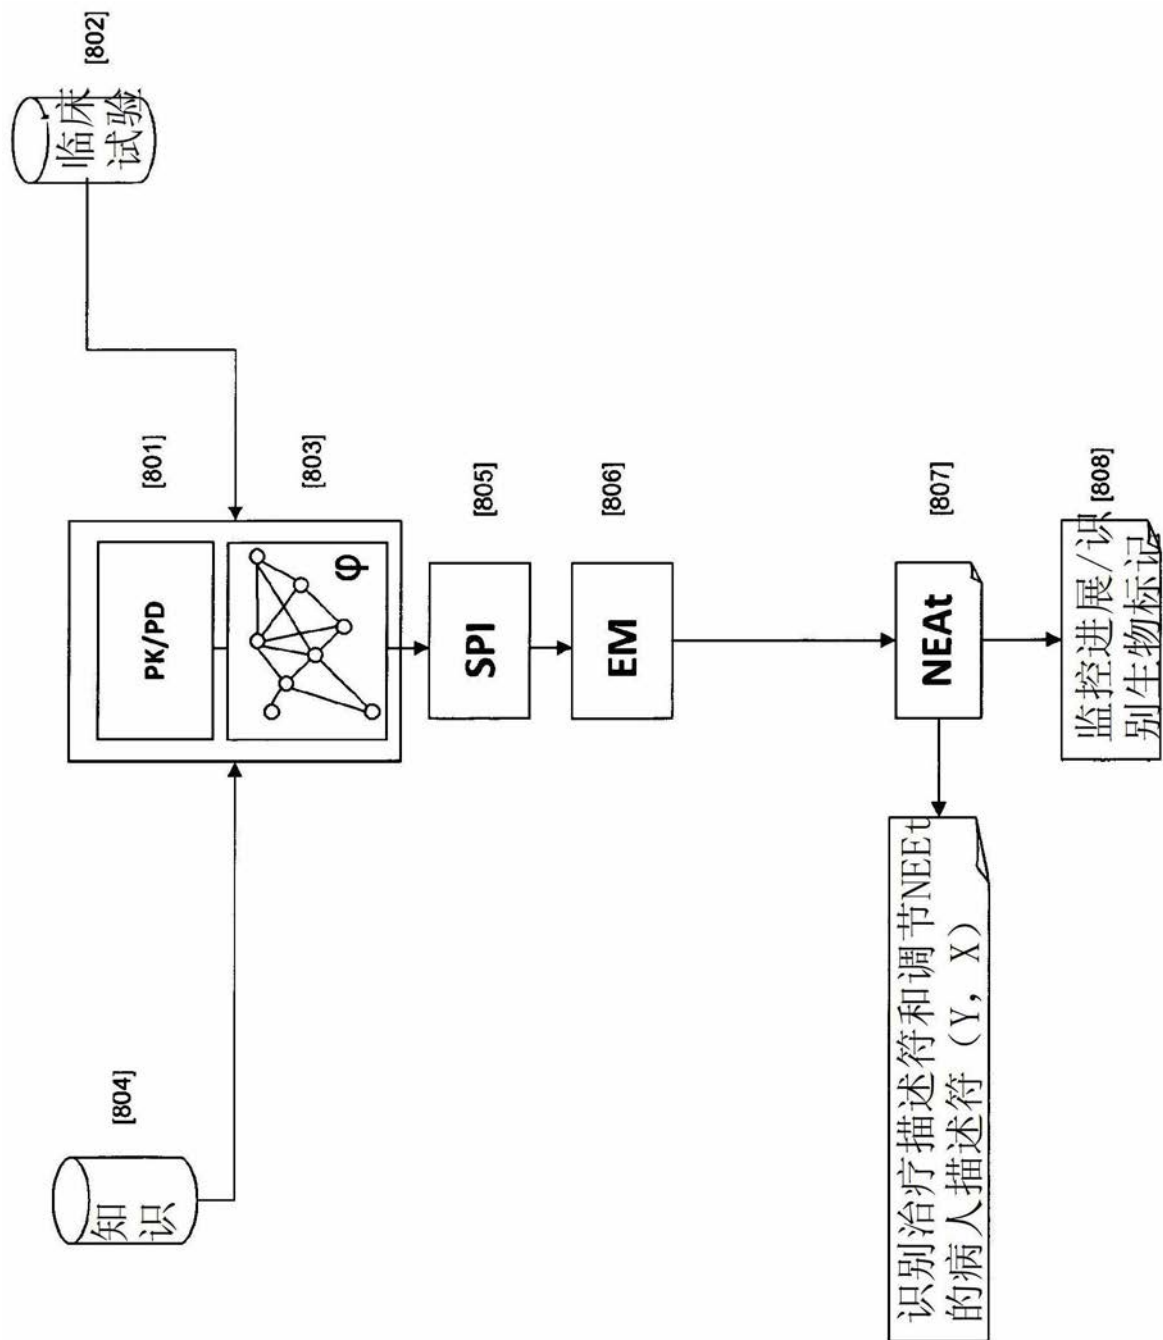 [802]
临床
试验
[801]
[803]
PK/PD
φ
[804]
知
识
[805]
SPI
[806]
EM
[807]
NEAt
[808]
监控进展/识
别生物标记
识别治疗描述符和调节NEEt
的病人描述符 (Y, X)